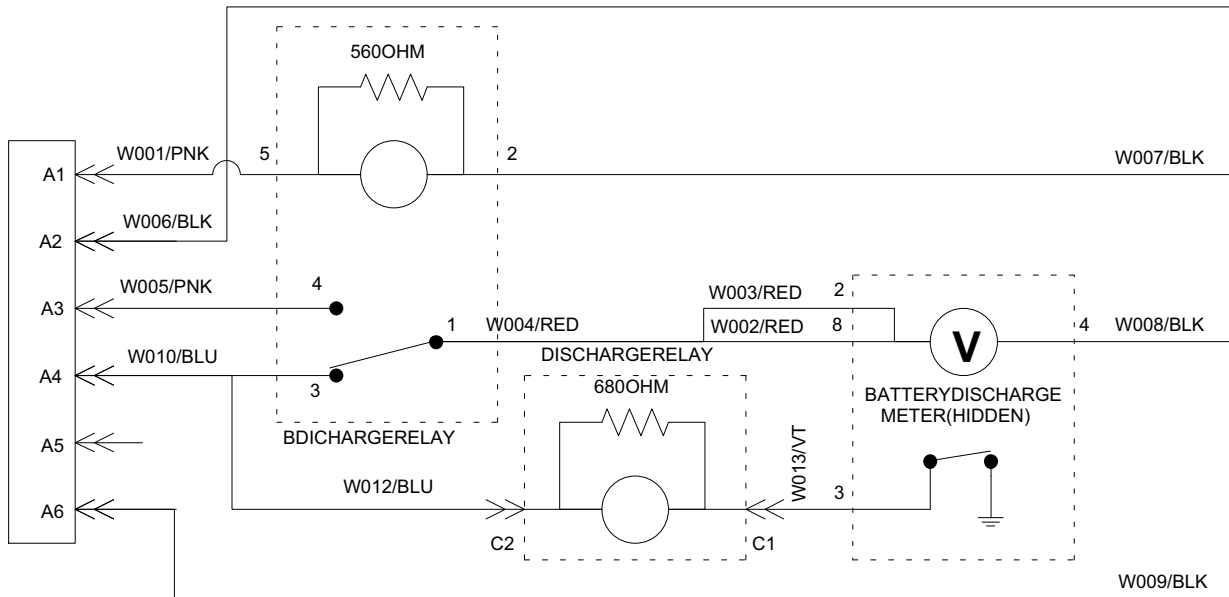 560OHM
W001/PNK
5
2
W007/BLK
A1
W006/BLK
A2
W005/PNK
4
A3
W003/RED
2
1
W004/RED
W002/RED
8
4
W008/BLK
V
W010/BLU
DISCHARGERELAY
A4
3
680OHM
BATTERYDISCHARGE
METER(HIDDEN)
BDICHARGERELAY
A5
W013/VT
W012/BLU
3
A6
C2
C1
W009/BLK